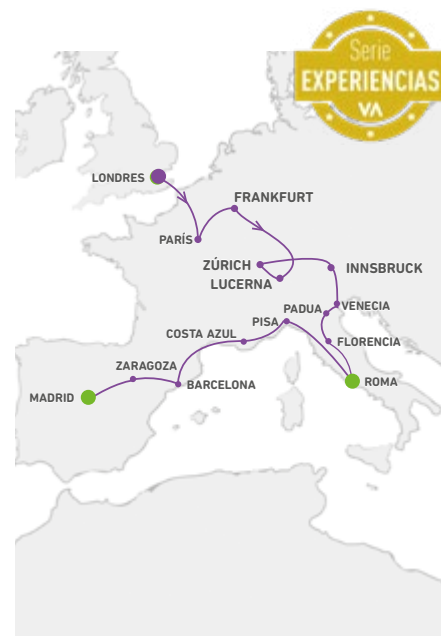 Serie
EXPERIENCIAS
VA
LONDRES
FRANKFURT
PARÍS
ZÚRICH
INNSBRUCK
LUCERNA
PADUA
VENECIA
PISA
COSTA AZUL
FLORENCIA
ZARAGOZA
BARCELONA
ROMA
MADRID